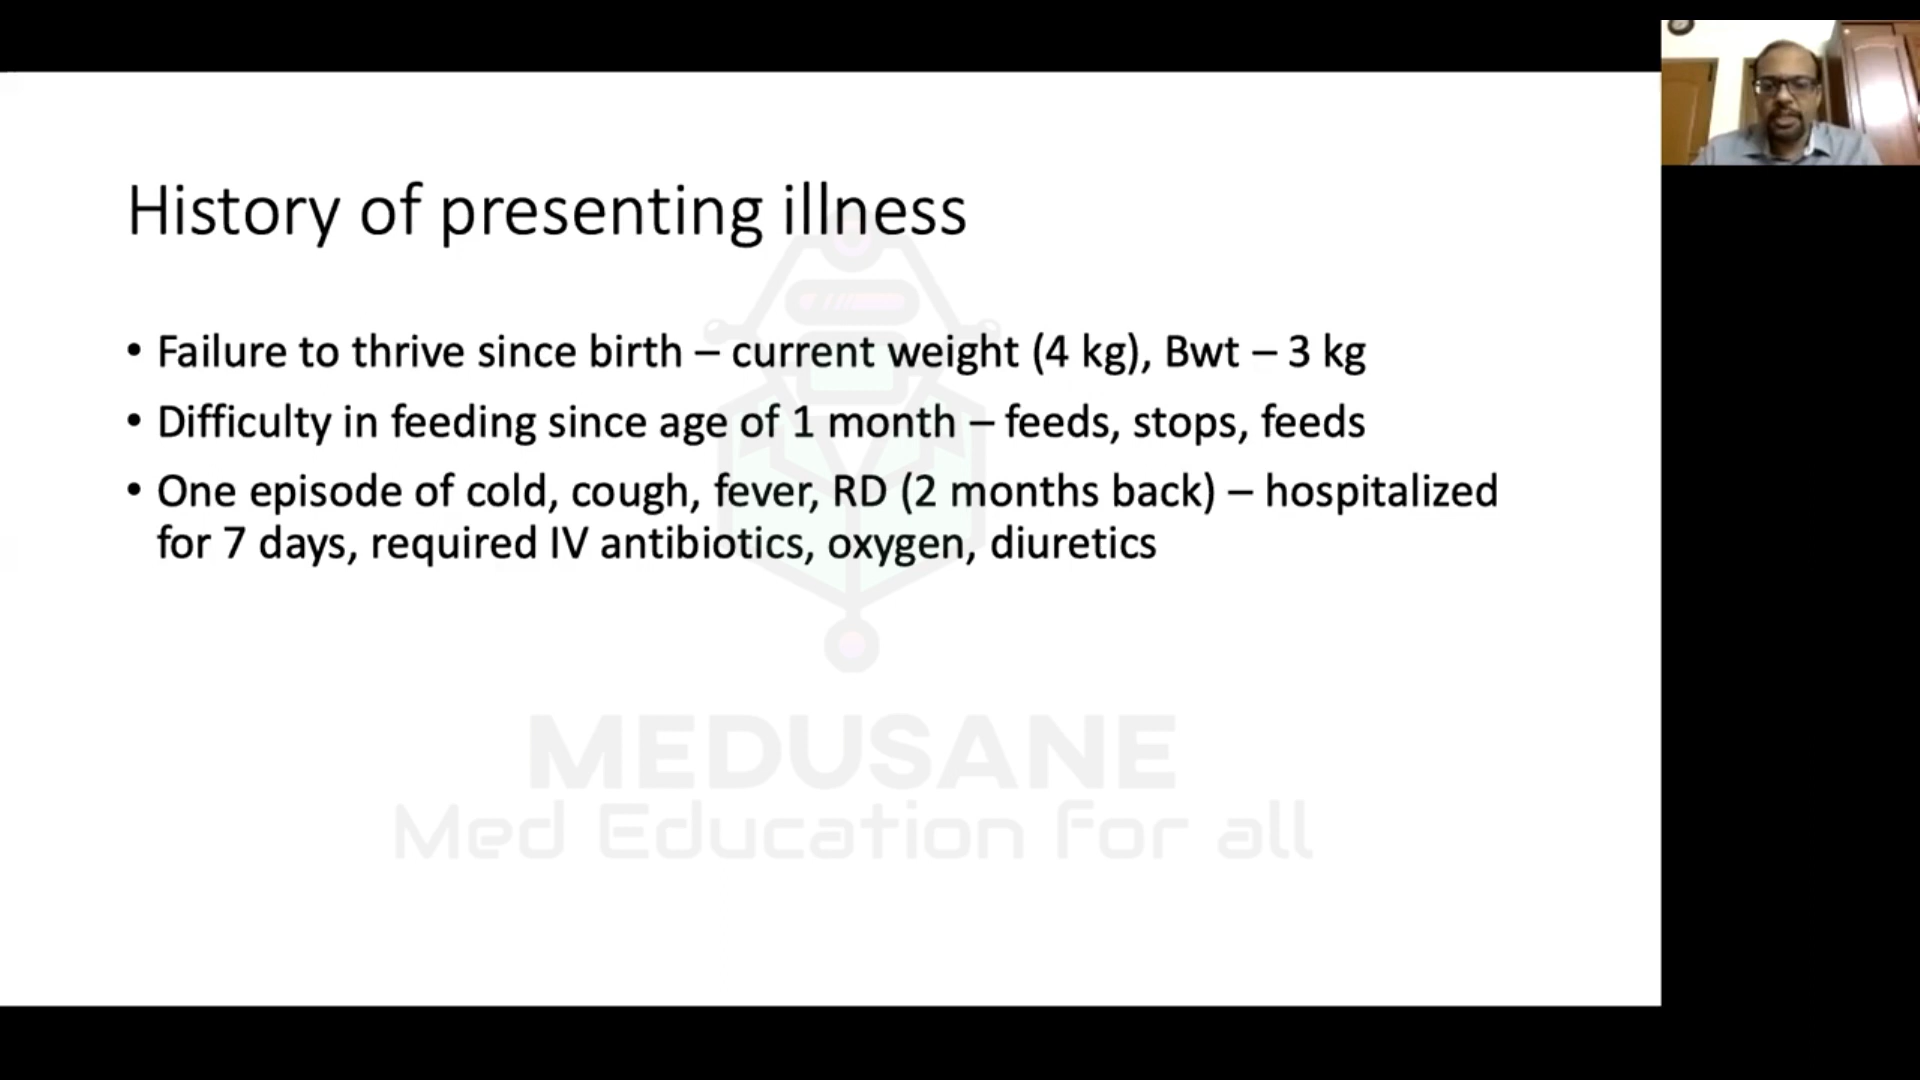 History of presenting illness
• Failure to thrive since birth – current weight (4 kg), Bwt – 3 kg
• Difficulty in feeding since age of 1 month – feeds, stops, feeds
• One episode of cold, cough, fever, RD (2 months back) – hospitalized
for 7 days, required IV antibiotics, oxygen, diuretics
MEDUSANE
Med Education for all